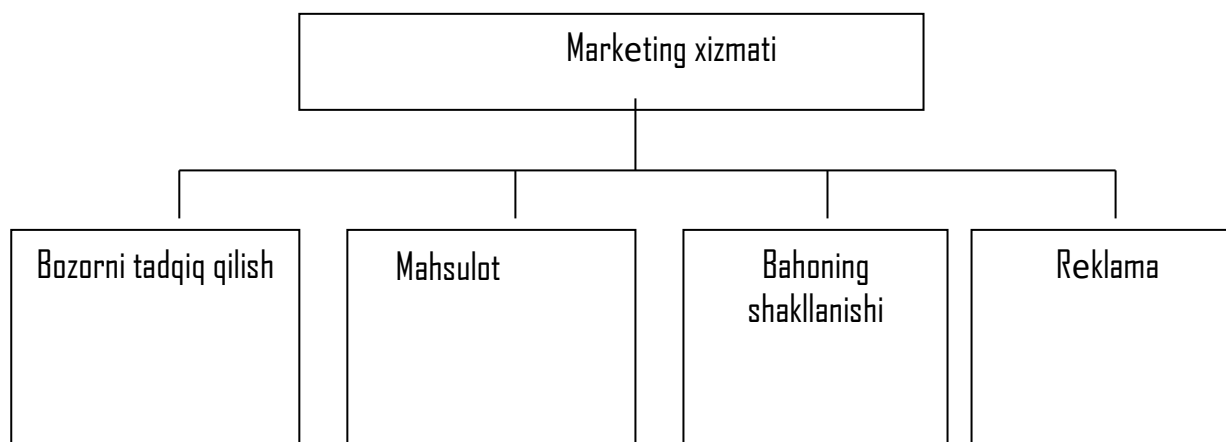 Marketing xizmati
Bozorni tadqiq qilish
Mahsulot
Bahoning
shakllanishi
Reklama